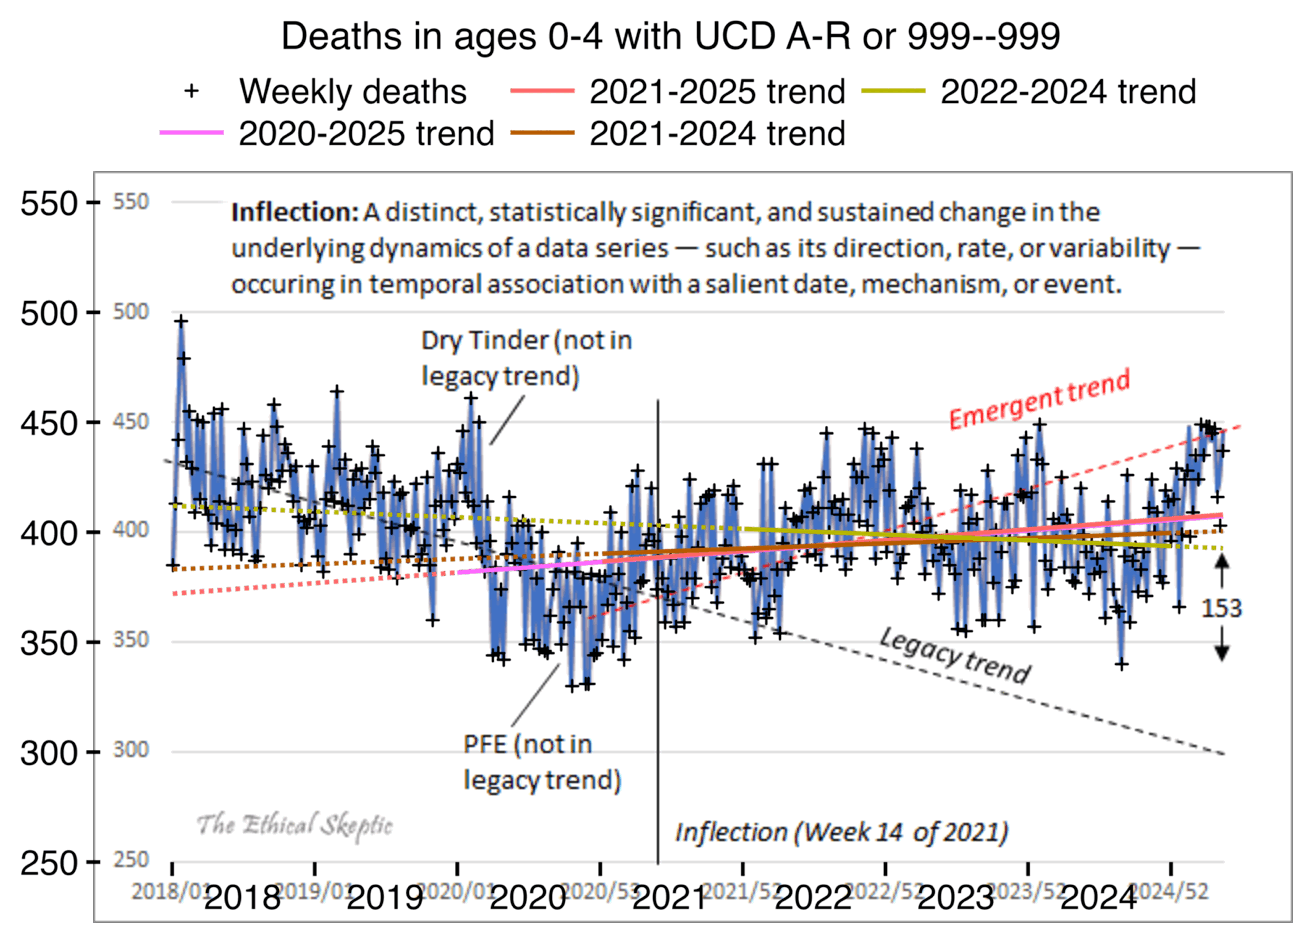 Deaths in ages 0-4 with UCD A-R or 999--999
Weekly deaths
2021-2025 trend
2022-2024 trend
2020-2025 trend
2021-2024 trend
550
550
Inflection: A distinct, statistically significant, and sustained change in the
underlying dynamics of a data series — such as its direction, rate, or variability —
occuring in temporal association with a salient date, mechanism, or event.
500
500
Dry Tinder (not in
legacy trend)
Emergent trend
450
450
400
400
153
350
350
Legacy trend
PFE (not in
legacy trend)
300
300
The Ethical Skeptic
Inflection (Week 14 of 2021)
250
250
2018/01
2019/01
2020/01
2020/53
2021/52
2022/52
2023/52
2024/52
2018
2019
2020
2021
2022
2023
2024